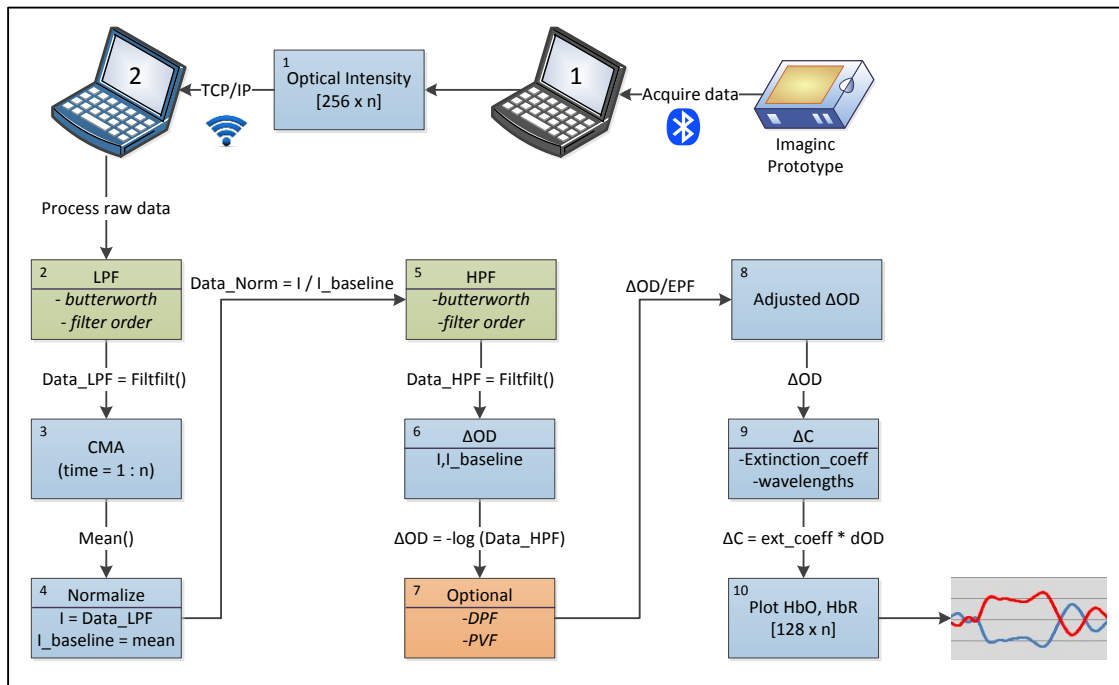 2
TCP/IP
1
Optical Intensity
[256 x n]
1
Acquire data
Imaginc
Prototype
Process raw data
2
LPF
- butterworth
- filter order
Data_LPF = Filtfilt()
3
CMA
(time = 1 : n)
Mean()
4
Normalize
I = Data_LPF
I_baseline = mean
Data_Norm = I / I_baseline
5
HPF
-butterworth
-filter order
Data_HPF = Filtfilt()
6
ΔOD
I,I_baseline
ΔOD = -log (Data_HPF)
7
Optional
-DPF
-PVF
ΔOD/EPF
8
Adjusted ΔOD
ΔOD
9
ΔC
-Extinction_coeff
-wavelengths
ΔC = ext_coeff * dOD
10
Plot HbO, HbR
[128 x n]